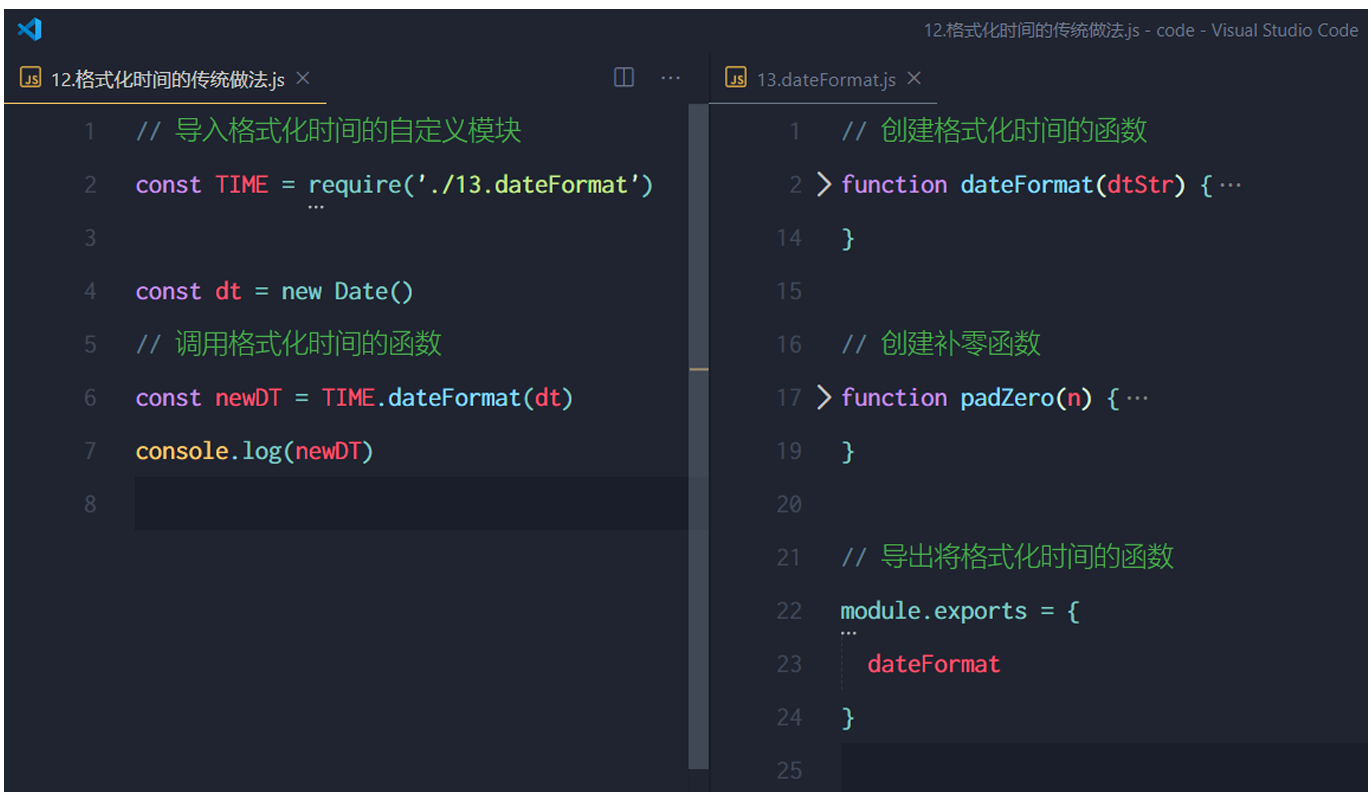 12.格式化时间的传统做法.js - code - Visual Studio Code
12.格式化时间的传统做法.js
1 // 导入格式化时间的自定义模块
2 const TIME = require('./13.dateFormat')
3
4 const dt = new Date()
5 // 调用格式化时间的函数
6 const newDT = TIME.dateFormat(dt)
7 console.log(newDT)
8
13.dateFormat.js
1 // 创建格式化时间的函数
2 function dateFormat(dtStr) {···
14 }
15
16 // 创建补零函数
17 function padZero(n) {···
19 }
20
21 // 导出将格式化时间的函数
22 module.exports = {
23 dateFormat
24 }
25